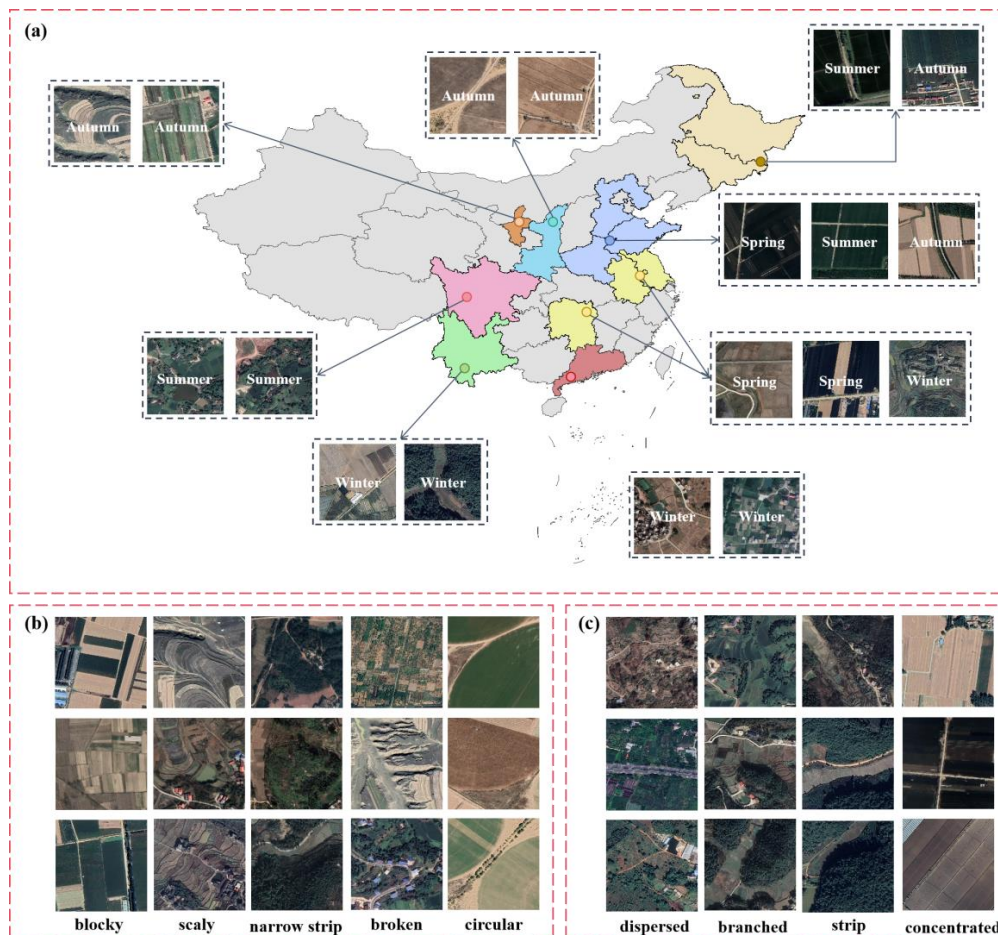 (a)
Summer Autumn
Autumn Autumn
Autumn Autumn
Spring Summer Autumn
Summer Summer
Spring Spring Winter
Winter Winter
Winter Winter
(b)
blocky scaly narrow strip broken circular
(c)
dispersed branched strip concentrated